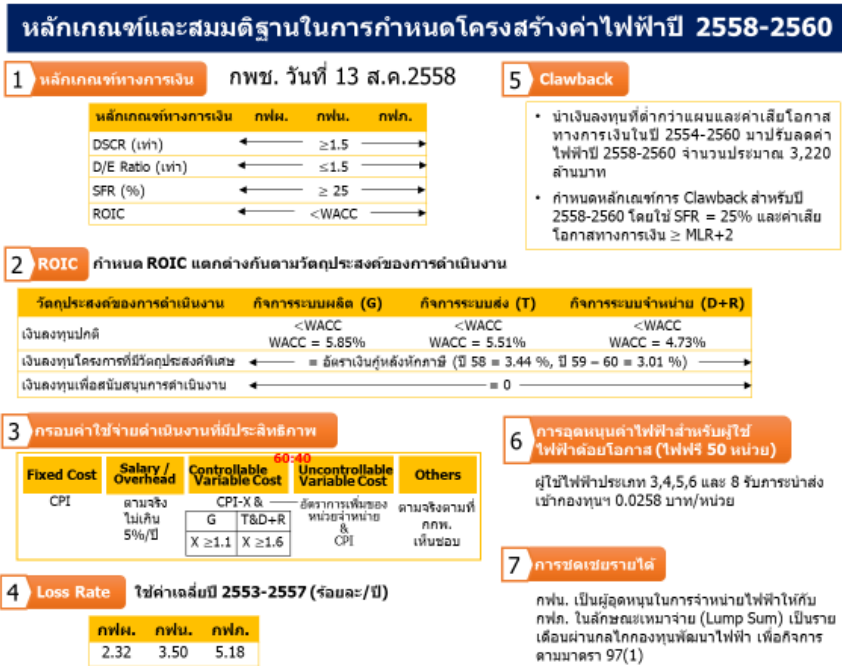 หลักเกณฑ์และสมมติฐานในการกำหนดโครงสร้างค่าไฟฟ้าปี 2558-2560
1 หลักเกณฑ์ทางการเงิน กพช. วันที่ 13 ส.ค.2558
หลักเกณฑ์ทางการเงิน กฟผ. กฟน. กฟภ.
DSCR (เท่า) ≥1.5
D/E Ratio (เท่า) ≤1.5
SFR (%) ≥ 25
ROIC <WACC
5 Clawback
• นำเงินลงทุนที่ต่ำกว่าแผนและค่าเสียโอกาส
ทางการเงินในปี 2554-2560 มาปรับลดค่า
ไฟฟ้าปี 2558-2560 จำนวนประมาณ 3,220
ล้านบาท
• กำหนดหลักเณฑ์การ Clawback สำหรับปี
2558-2560 โดยใช้ SFR = 25% และค่าเสีย
โอกาสทางการเงิน ≥ MLR+2
2 ROIC กำหนด ROIC แตกต่างกันตามวัตถุประสงค์ของการดำเนินงาน
วัตถุประสงค์ของการดำเนินงาน กิจการระบบผลิต (G) กิจการระบบส่ง (T) กิจการระบบจำหน่าย (D+R)
เงินลงทุนปกติ <WACC <WACC <WACC
WACC = 5.85% WACC = 5.51% WACC = 4.73%
เงินลงทุนโครงการที่มีวัตถุประสงค์พิเศษ = อัตราเงินกู้หลังหักภาษี (ปี 58 = 3.44 %, ปี 59 – 60 = 3.01 %)
เงินลงทุนเพื่อสนับสนุนการดำเนินงาน = 0
3 กรอบค่าใช้จ่ายดำเนินงานที่มีประสิทธิภาพ
60:40
Fixed Cost Salary / Overhead Controllable Variable Cost Uncontrollable Variable Cost Others
CPI
ตามจริง
ไม่เกิน
5%/ปี
CPI-X &
G T&D+R
X ≥1.1 X ≥1.6
อัตราการเพิ่มของ
หน่วยจำหน่าย
&
CPI
ตามจริงตามที่
กกพ.
เห็นชอบ
4 Loss Rate ใช้ค่าเฉลี่ยปี 2553-2557 (ร้อยละ/ปี)
กฟผ. กฟน. กฟภ.
2.32 3.50 5.18
6 การอุดหนุนค่าไฟฟ้าสำหรับผู้ใช้
ไฟฟ้าด้อยโอกาส (ไฟฟรี 50 หน่วย)
ผู้ใช้ไฟฟ้าประเภท 3,4,5,6 และ 8 รับภาระนำส่ง
เข้ากองทุนฯ 0.0258 บาท/หน่วย
7 การชดเชยรายได้
กฟน. เป็นผู้อุดหนุนในการจำหน่ายไฟฟ้าให้กับ
กฟภ. ในลักษณะเหมาจ่าย (Lump Sum) เป็นราย
เดือนผ่านกลไกกองทุนพัฒนาไฟฟ้า เพื่อกิจการ
ตามมาตรา 97(1)